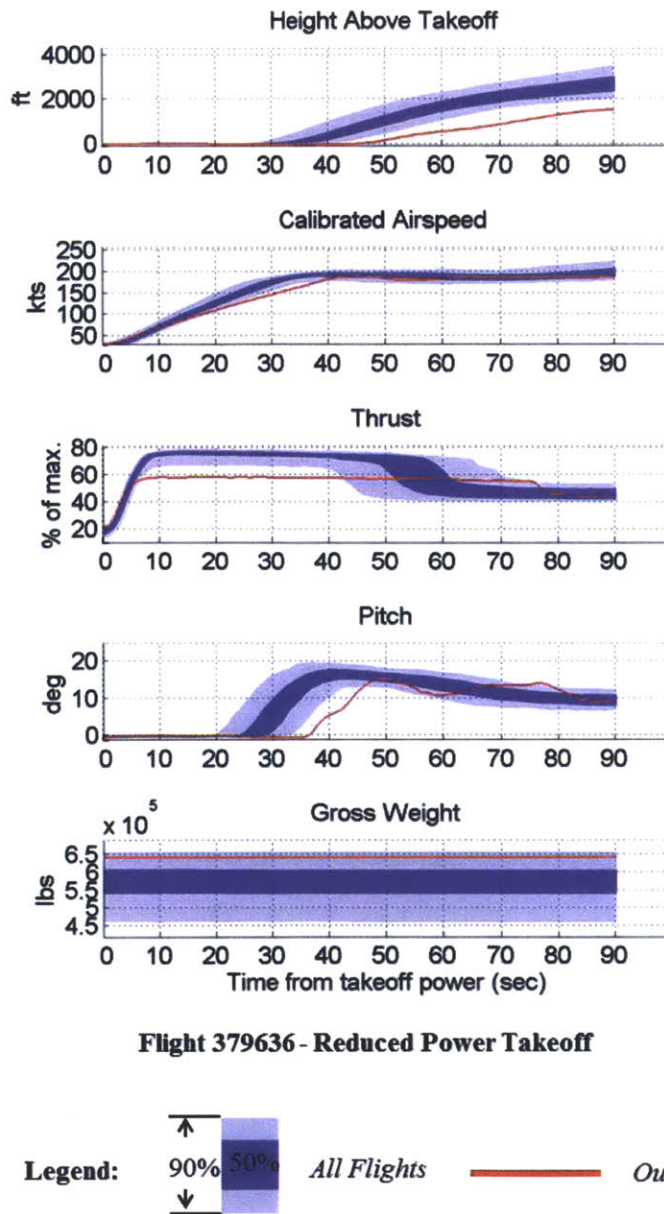 Height Above Takeoff
4000
2000
0
ft
0 10 20 30 40 50 60 70 80 90
Calibrated Airspeed
250
200
150
100
50
kts
0 10 20 30 40 50 60 70 80 90
Thrust
80
60
40
20
% of max.
0 10 20 30 40 50 60 70 80 90
Pitch
20
10
0
deg
0 10 20 30 40 50 60 70 80 90
x 10^5
Gross Weight
6.5
6
5.5
5
4.5
lbs
0 10 20 30 40 50 60 70 80 90
Time from takeoff power (sec)
Flight 379636 - Reduced Power Takeoff
Legend: 90% 50% All Flights Ou